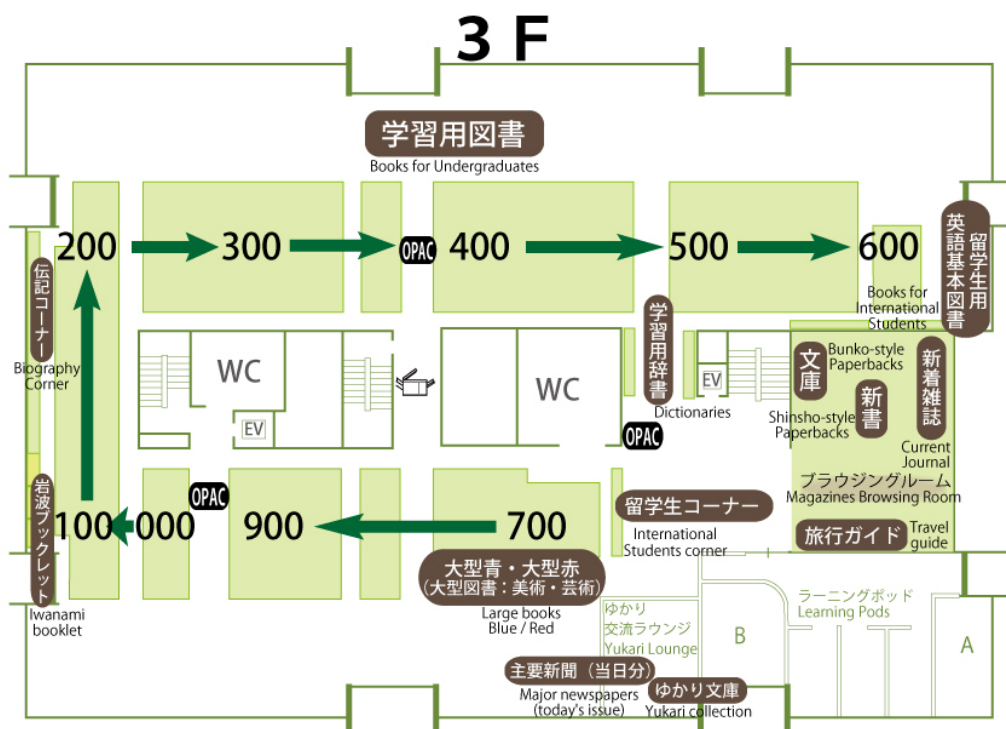 3 F
学習用図書
Books for Undergraduates
200
300
OPAC
400
500
600
留学生用
英語基本図書
Books for
International
Students
伝記コーナー
Biography
Corner
WC
EV
WC
学習用辞書
Dictionaries
OPAC
EV
文庫
Bunko-style
Paperbacks
新書
Shinsho-style
Paperbacks
新着雑誌
Current
Journal
ブラウジングルーム
Magazines Browsing Room
旅行ガイド
Travel
guide
岩波ブックレット
Iwanami
booklet
100
000
OPAC
900
700
大型青・大型赤
(大型図書：美術・芸術)
Large books
Blue / Red
留学生コーナー
International
Students corner
ゆかり
交流ラウンジ
Yukari Lounge
B
ラーニングポッド
Learning Pods
A
主要新聞（当日分）
Major newspapers
(today's issue)
ゆかり文庫
Yukari collection